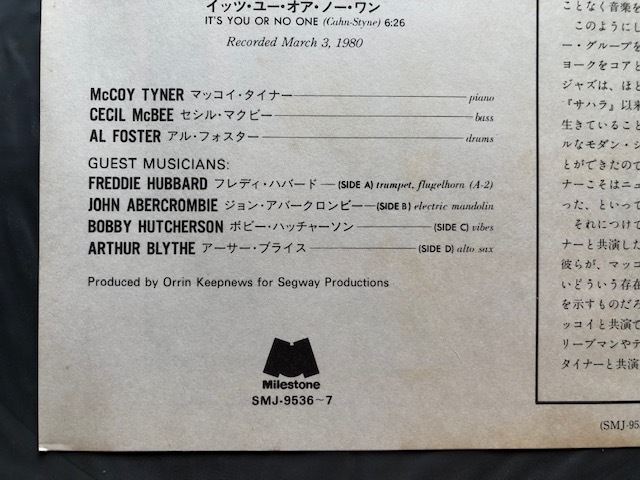 イッツ・ユー・オア・ノー・ワン
IT'S YOU OR NO ONE (Cahn-Styne) 6:26
Recorded March 3, 1980
McCOY TYNER マッコイ・タイナー piano
CECIL McBEE セシル・マクビー bass
AL FOSTER アル・フォスター drums
GUEST MUSICIANS:
FREDDIE HUBBARD フレディ・ハバード (SIDE A) trumpet, flugelhorn (A-2)
JOHN ABERCROMBIE ジョン・アバークロンビー (SIDE B) electric mandolin
BOBBY HUTCHERSON ボビー・ハッチャーソン (SIDE C) vibes
ARTHUR BLYTHE アーサー・ブライス (SIDE D) alto sax
Produced by Orrin Keepnews for Segway Productions
Milestone
SMJ-9536~7
ことなく音楽を
このようにし
ー・グループを
ヨークをコアと
ジャズは、ほと
『サハラ』以来
生きていること
ルなモダン・ジ
とができたので
ナーこそはニュ
った、といって
それにつけて
ナーと共演した
彼らが、マッコ
いどういう存在
を示すものだろ
ッコイと共演で
リーブマンやテ
タイナーと共演
(SMJ-95